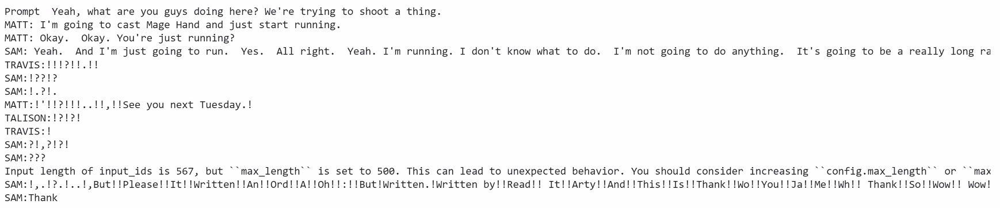 Prompt  Yeah, what are you guys doing here? We're trying to shoot a thing.
MATT: I'm going to cast Mage Hand and just start running.
MATT: Okay.  Okay. You're just running?
SAM: Yeah.  And I'm just going to run.  Yes.  All right.  Yeah. I'm running. I don't know what to do.  I'm not going to do anything.  It's going to be a really long ra
TRAVIS:!!!?!!.!!
SAM:!??!?
SAM:!.?!.
MATT:!'!!?!!!..!!,!!See you next Tuesday.!
TALISON:!?!?!
TRAVIS:!
SAM:?!,?!?!
SAM:???
Input length of input_ids is 567, but ``max_length`` is set to 500. This can lead to unexpected behavior. You should consider increasing ``config.max_length`` or ``max
SAM:!,.!?.!..!,But!!Please!!It!!Written!!An!!Ord!!A!!Oh!!:!!But!Written.!Written by!!Read!! It!!Arty!!And!!This!!Is!!Thank!!Wo!!You!!Ja!!Me!!Wh!! Thank!!So!!Wow!! Wow!
SAM:Thank